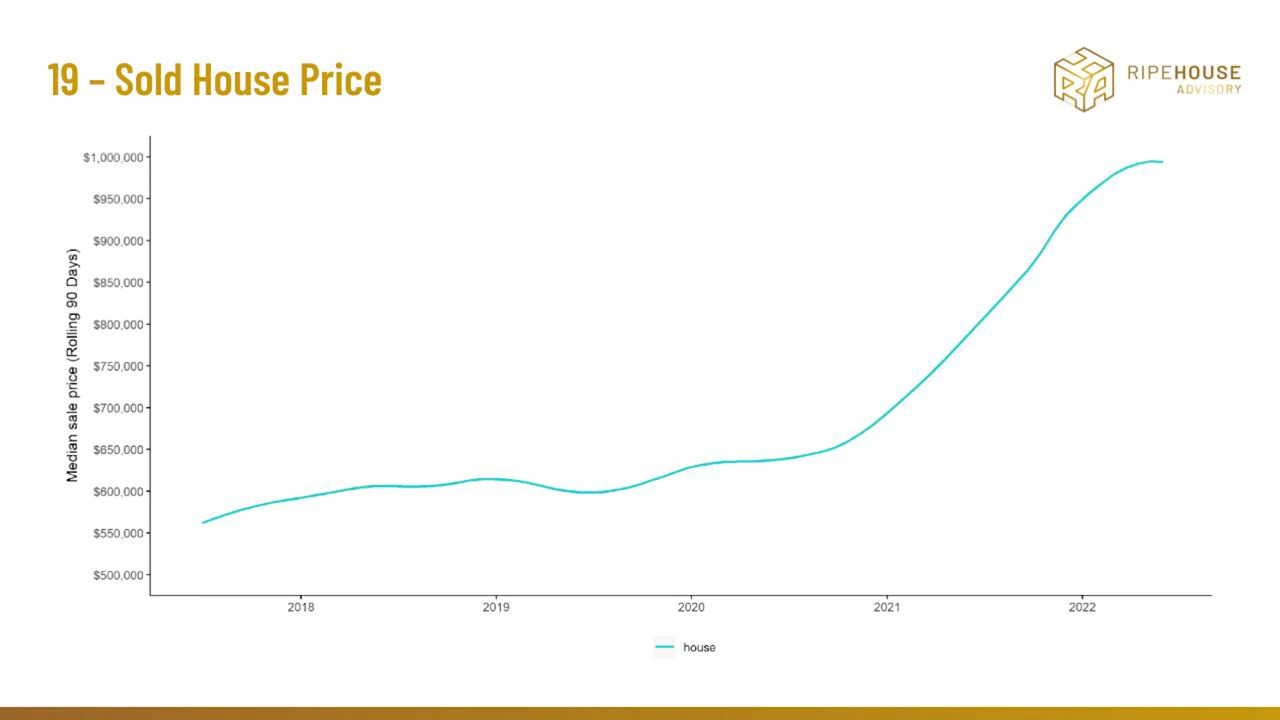 19 – Sold House Price
RIPEHOUSE
ADVISORY
Median sale price (Rolling 90 Days)
$1,000,000
$950,000
$900,000
$850,000
$800,000
$750,000
$700,000
$650,000
$600,000
$550,000
$500,000
2018 2019 2020 2021 2022
house